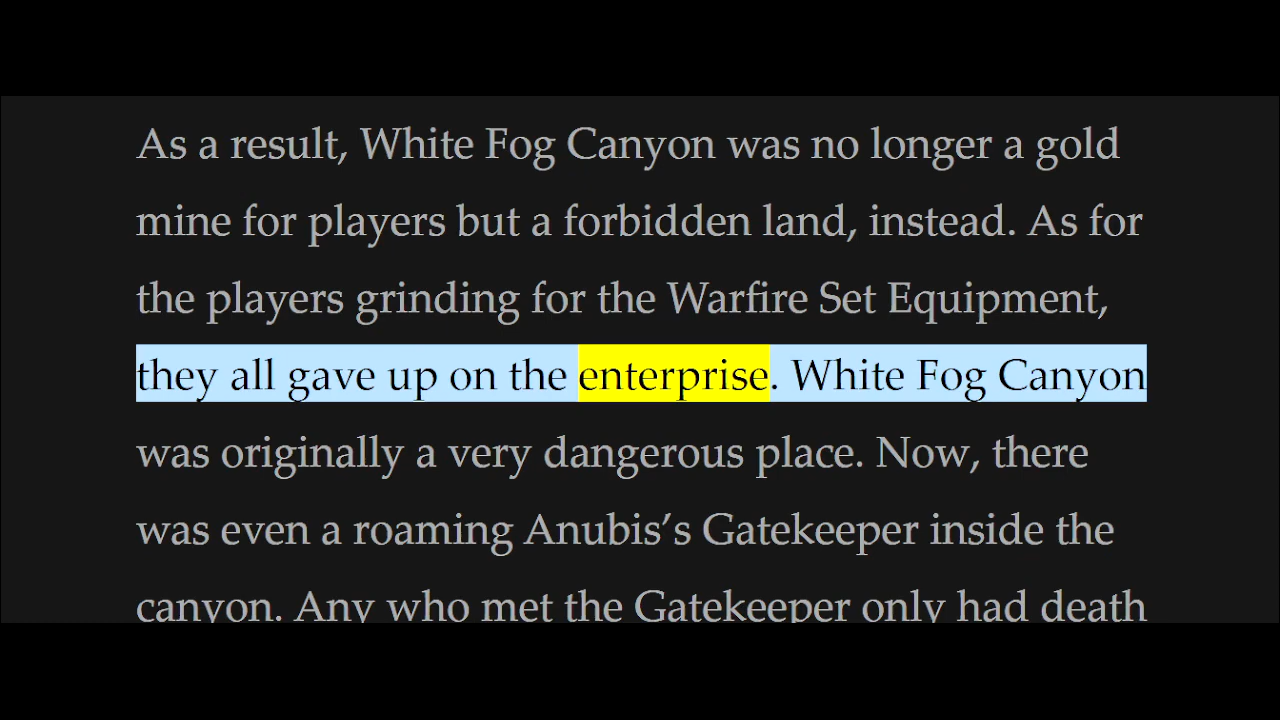 As a result, White Fog Canyon was no longer a gold
mine for players but a forbidden land, instead. As for
the players grinding for the Warfire Set Equipment,
they all gave up on the enterprise. White Fog Canyon
was originally a very dangerous place. Now, there
was even a roaming Anubis’s Gatekeeper inside the
canyon. Any who met the Gatekeeper only had death